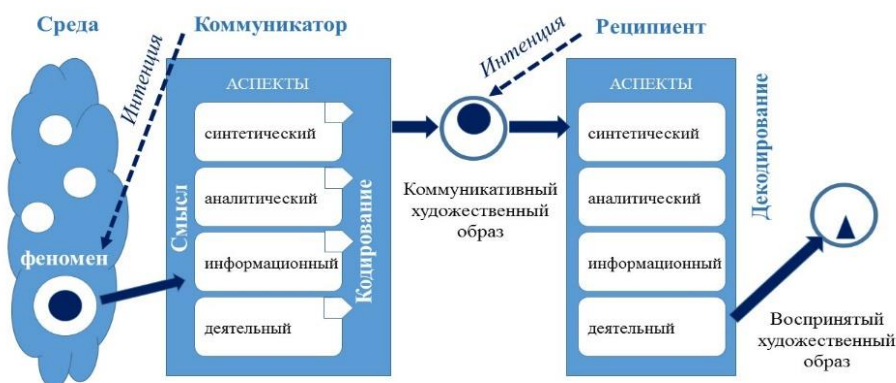 Среда
Коммуникатор
Реципиент
Интенция
Интенция
феномен
АСПЕКТЫ
Смысл
синтетический
аналитический
информационный
деятельный
Кодирование
Коммуникативный
художественный
образ
АСПЕКТЫ
синтетический
аналитический
информационный
деятельный
Декодирование
Воспринятый
художественный
образ